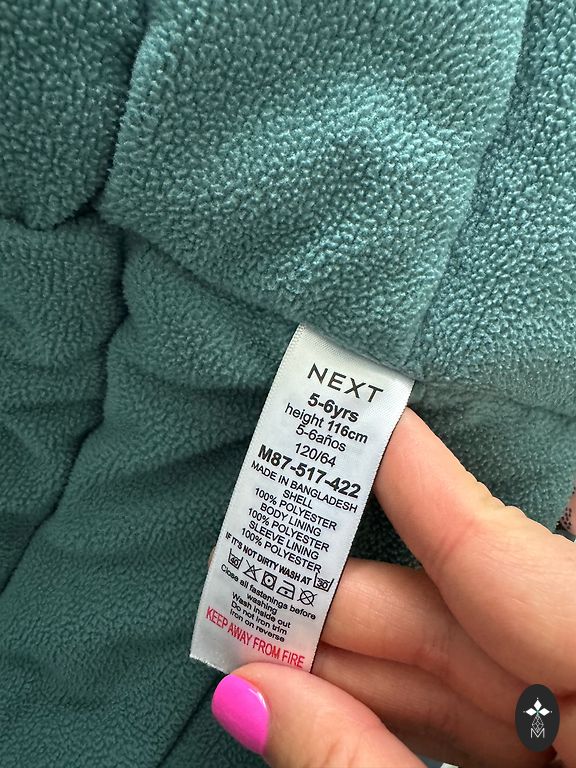 NEXT
5-6yrs
height 116cm
5-6años
120/64
M87-517-422
MADE IN BANGLADESH
SHELL
100% POLYESTER
BODY LINING
100% POLYESTER
SLEEVE LINING
100% POLYESTER
IF IT'S NOT DIRTY WASH AT 30
40
Close all fastenings before
washing
Wash inside out
Do not iron trim
Iron on reverse
KEEP AWAY FROM FIRE
M